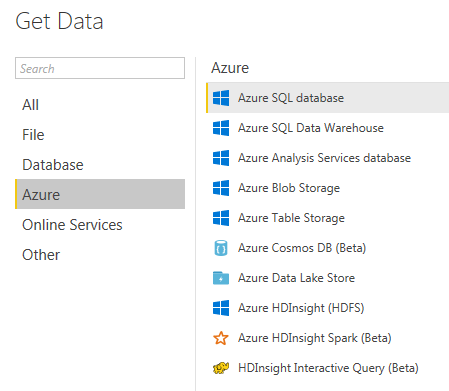 Get Data
Search
All
File
Database
Azure
Online Services
Other
Azure
Azure SQL database
Azure SQL Data Warehouse
Azure Analysis Services database
Azure Blob Storage
Azure Table Storage
Azure Cosmos DB (Beta)
Azure Data Lake Store
Azure HDInsight (HDFS)
Azure HDInsight Spark (Beta)
HDInsight Interactive Query (Beta)